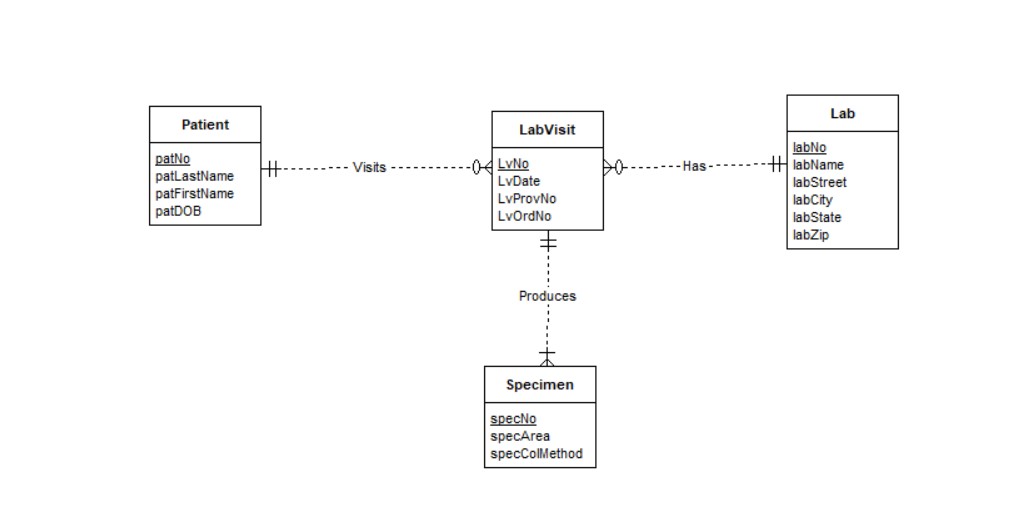 Patient
patNo
patLastName
patFirstName
patDOB
Visits
LabVisit
LvNo
LvDate
LvProvNo
LvOrdNo
Has
Lab
labNo
labName
labStreet
labCity
labState
labZip
Produces
Specimen
specNo
specArea
specColMethod